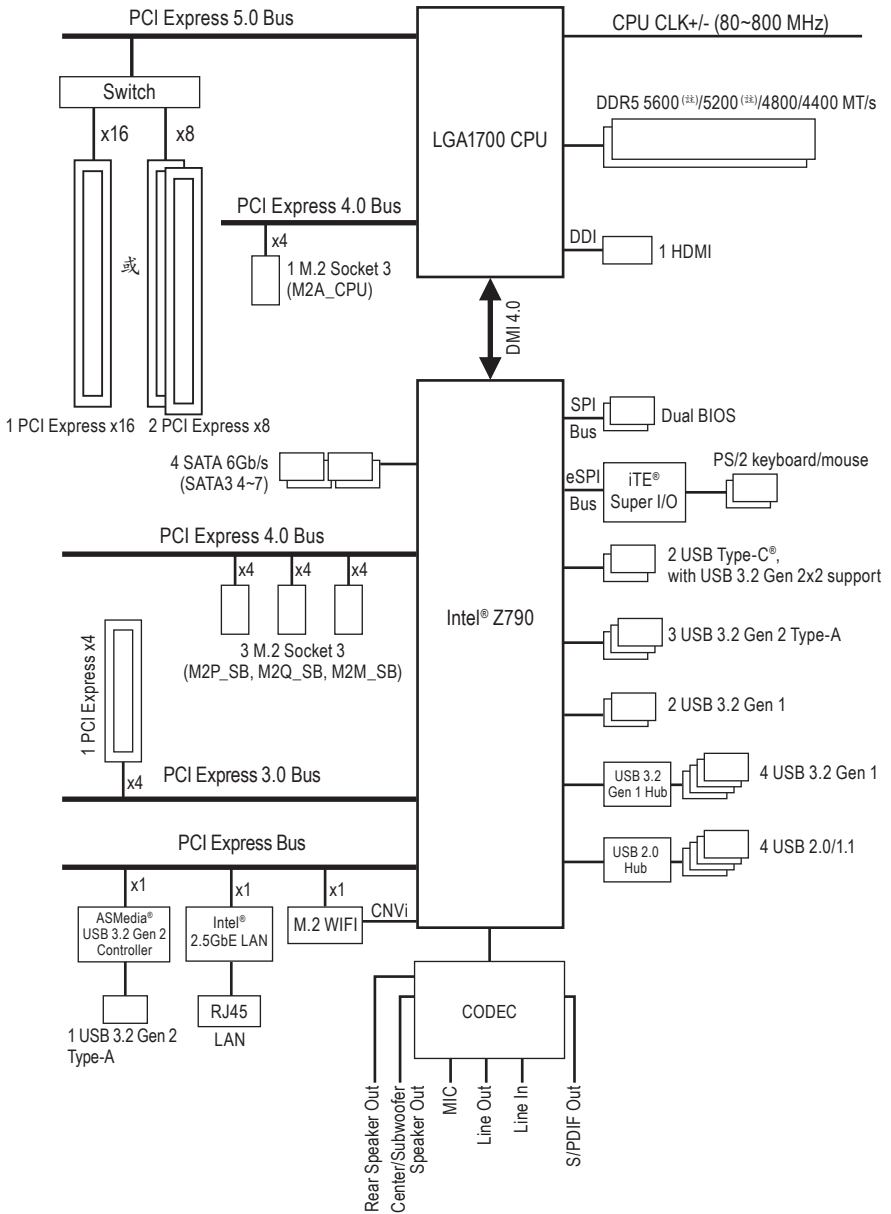 PCI Express 5.0 Bus
CPU CLK+/- (80~800 MHz)
Switch
x16
x8
LGA1700 CPU
DDR5 5600(註)/5200(註)/4800/4400 MT/s
PCI Express 4.0 Bus
x4
1 M.2 Socket 3
(M2A_CPU)
DDI
1 HDMI
或
DMI 4.0
1 PCI Express x16
2 PCI Express x8
SPI
Bus
Dual BIOS
4 SATA 6Gb/s
(SATA3 4~7)
eSPI
Bus
iTE®
Super I/O
PS/2 keyboard/mouse
PCI Express 4.0 Bus
x4
x4
x4
3 M.2 Socket 3
(M2P_SB, M2Q_SB, M2M_SB)
Intel® Z790
2 USB Type-C®,
with USB 3.2 Gen 2x2 support
3 USB 3.2 Gen 2 Type-A
2 USB 3.2 Gen 1
1 PCI Express x4
x4
PCI Express 3.0 Bus
USB 3.2
Gen 1 Hub
4 USB 3.2 Gen 1
PCI Express Bus
USB 2.0
Hub
4 USB 2.0/1.1
x1
x1
x1
ASMedia®
USB 3.2 Gen 2
Controller
Intel®
2.5GbE LAN
M.2 WIFI
CNVi
1 USB 3.2 Gen 2
Type-A
RJ45
LAN
CODEC
Rear Speaker Out
Center/Subwoofer
Speaker Out
MIC
Line Out
Line In
S/PDIF Out